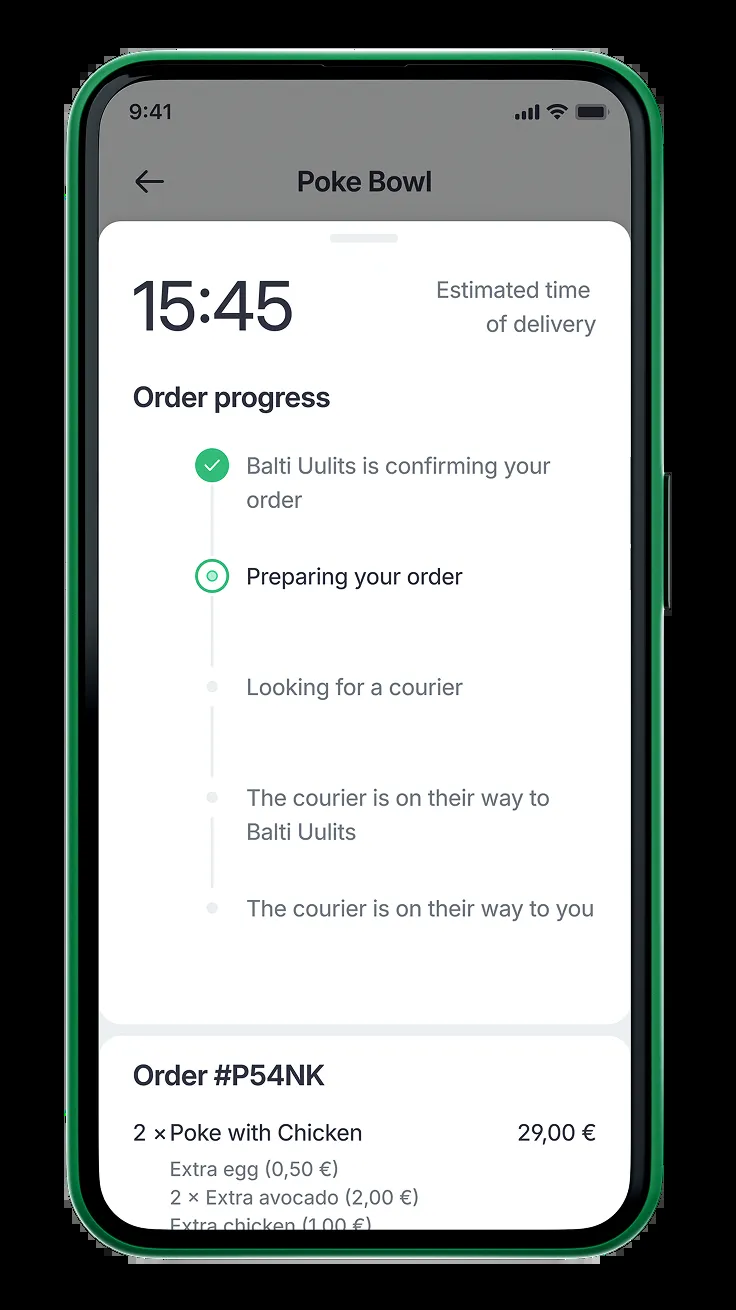 9:41
Poke Bowl
15:45
Estimated time
of delivery
Order progress
Balti Uulits is confirming your
order
Preparing your order
Looking for a courier
The courier is on their way to
Balti Uulits
The courier is on their way to you
Order #P54NK
2 × Poke with Chicken 29,00 €
Extra egg (0,50 €)
2 × Extra avocado (2,00 €)
Extra chicken (1,00 €)